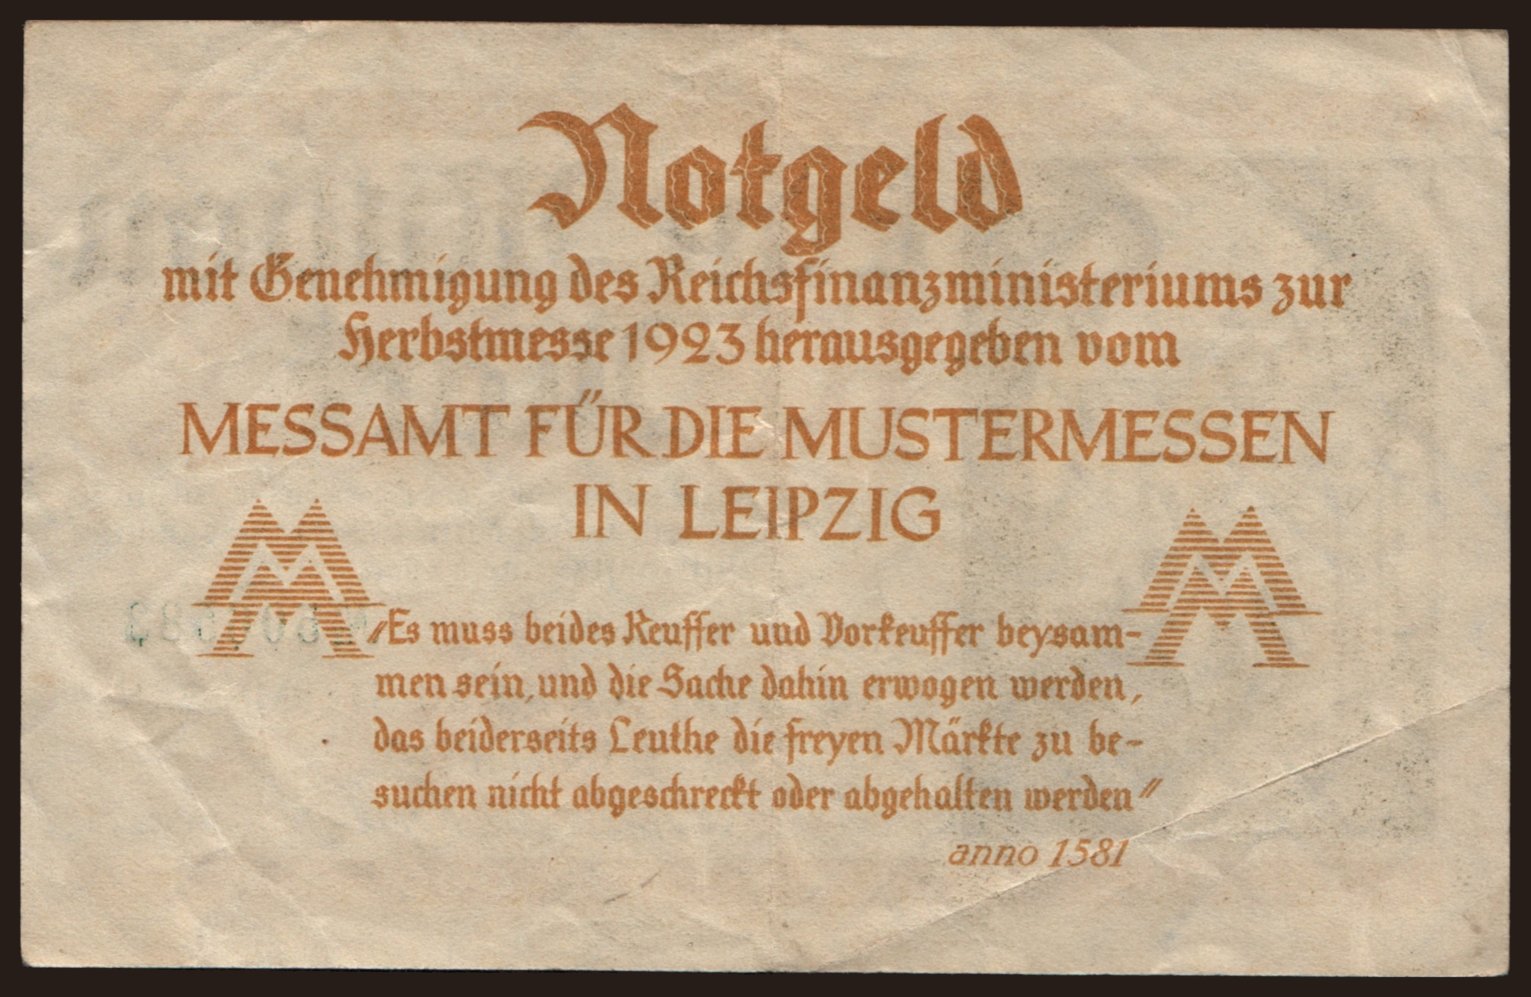 Notgeld
mit Genehmigung des Reichsfinanzministeriums zur
Herbstmesse 1923 herausgegeben vom
MESSAMT FÜR DIE MUSTERMESSEN
IN LEIPZIG
MM MM
"Es muss beides Keuffer und Vorkeuffer beysam-
men sein, und die Sache dahin erwogen werden,
das beiderseits Leuthe die freyen Märkte zu be-
suchen nicht abgeschreckt oder abgehalten werden"
anno 1581